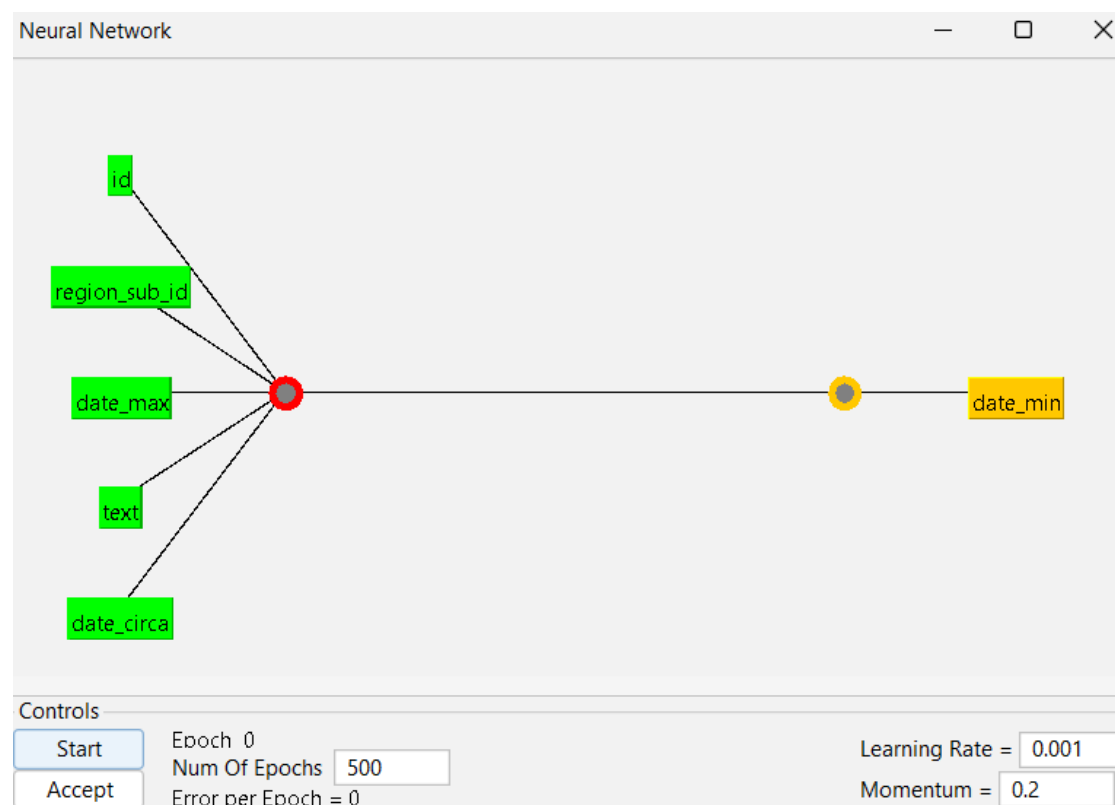 Neural Network
id
region_sub_id
date_max
text
date_circa
date_min
Controls
Start
Accept
Epoch 0
Num Of Epochs 500
Error per Epoch = 0
Learning Rate = 0.001
Momentum = 0.2